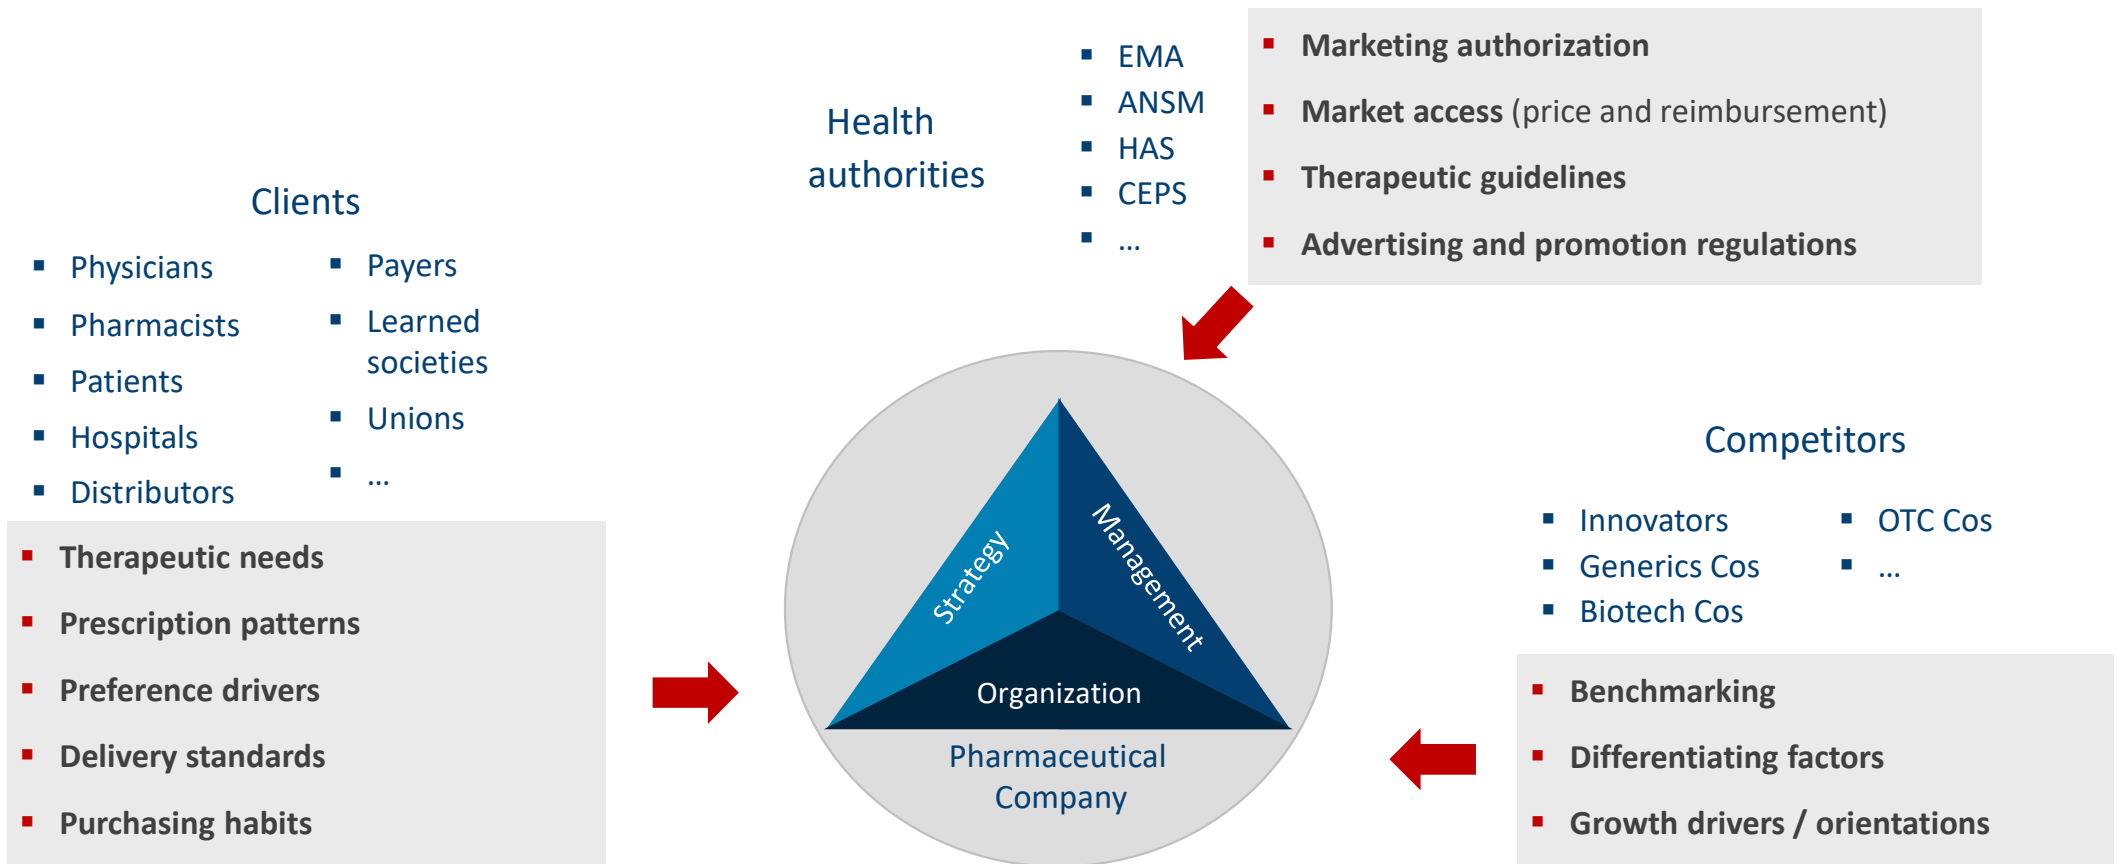 Clients
Physicians
Pharmacists
Patients
Hospitals
Distributors
Payers
Learned
societies
Unions
...
Therapeutic needs
Prescription patterns
Preference drivers
Delivery standards
Purchasing habits
Health
authorities
EMA
ANSM
HAS
CEPS
...
Marketing authorization
Market access (price and reimbursement)
Therapeutic guidelines
Advertising and promotion regulations
Strategy
Management
Organization
Pharmaceutical
Company
Competitors
Innovators
Generics Cos
Biotech Cos
OTC Cos
...
Benchmarking
Differentiating factors
Growth drivers / orientations